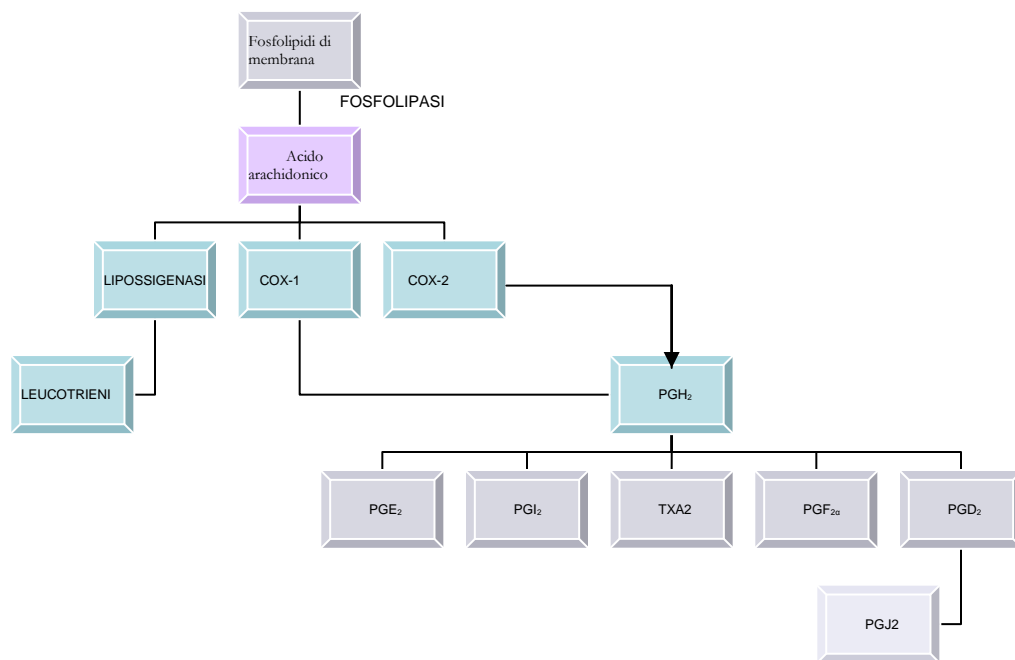 Fosfolipidi di
membrana
FOSFOLIPASI
Acido
arachidonico
LIPOSSIGENASI
COX-1
COX-2
LEUCOTRIENI
PGH₂
PGE₂
PGI₂
TXA2
PGF₂α
PGD₂
PGJ2